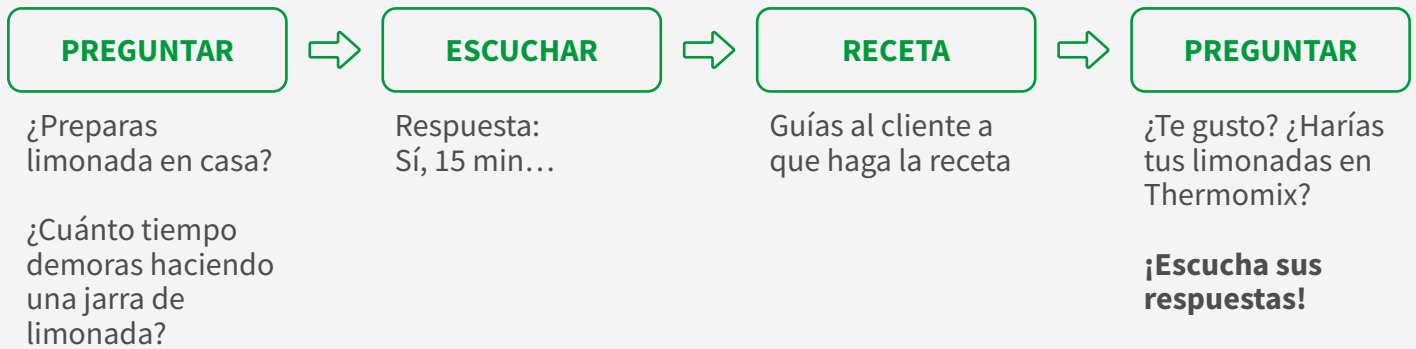 PREGUNTAR
¿Preparas
limonada en casa?
¿Cuánto tiempo
demoras haciendo
una jarra de
limonada?
ESCUCHAR
Respuesta:
Sí, 15 min…
RECETA
Guías al cliente a
que haga la receta
PREGUNTAR
¿Te gusto? ¿Harías
tus limonadas en
Thermomix?
¡Escucha sus
respuestas!